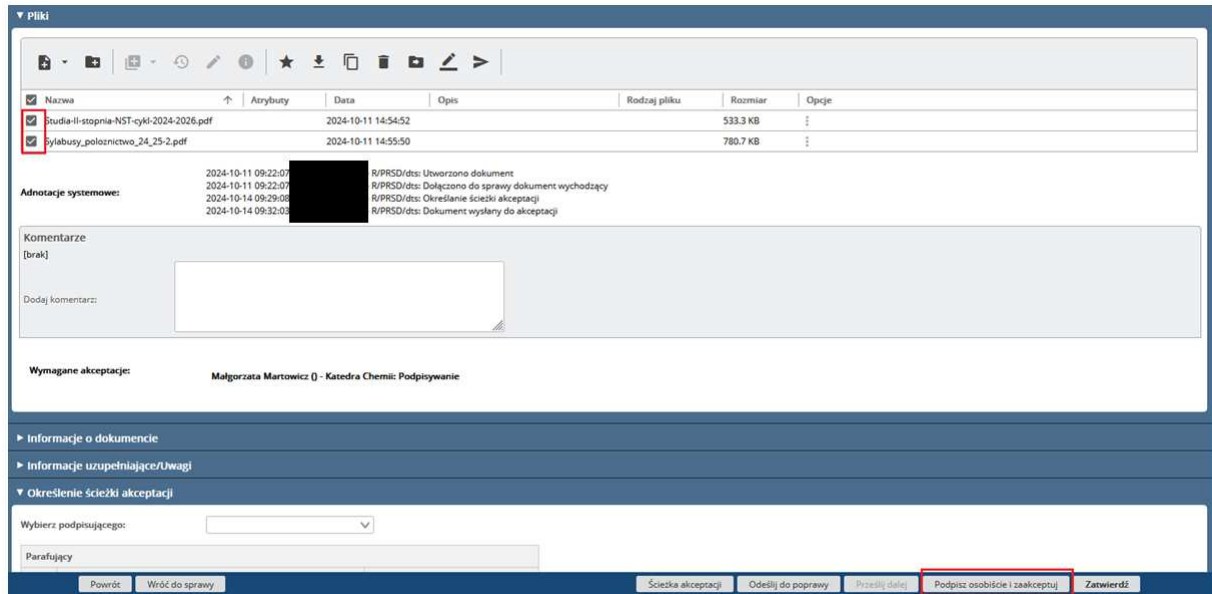 ▼ Pliki
Nazwa ↑ Atrybuty Data Opis Rodzaj pliku Rozmiar Opcje
Studia-II-stopnia-NST-cykl-2024-2026.pdf 2024-10-11 14:54:52 533.3 KB
Sylabusy_poloznictwo_24_25-2.pdf 2024-10-11 14:55:50 780.7 KB
Adnotacje systemowe:
2024-10-11 09:22:07 R/PRSD/dts: Utworzono dokument
2024-10-11 09:22:07 R/PRSD/dts: Dołączono do sprawy dokument wychodzący
2024-10-14 09:29:08 R/PRSD/dts: Określanie ścieżki akceptacji
2024-10-14 09:32:03 R/PRSD/dts: Dokument wysłany do akceptacji
Komentarze
[brak]
Dodaj komentarz:
Wymagane akceptacje: Małgorzata Martowicz () - Katedra Chemii: Podpisywanie
► Informacje o dokumencie
► Informacje uzupełniające/Uwagi
▼ Określenie ścieżki akceptacji
Wybierz podpisującego:
Parafujący
Powrót Wróć do sprawy Ścieżka akceptacji Odeślij do poprawy Prześlij dalej Podpisz osobiście i zaakceptuj Zatwierdź